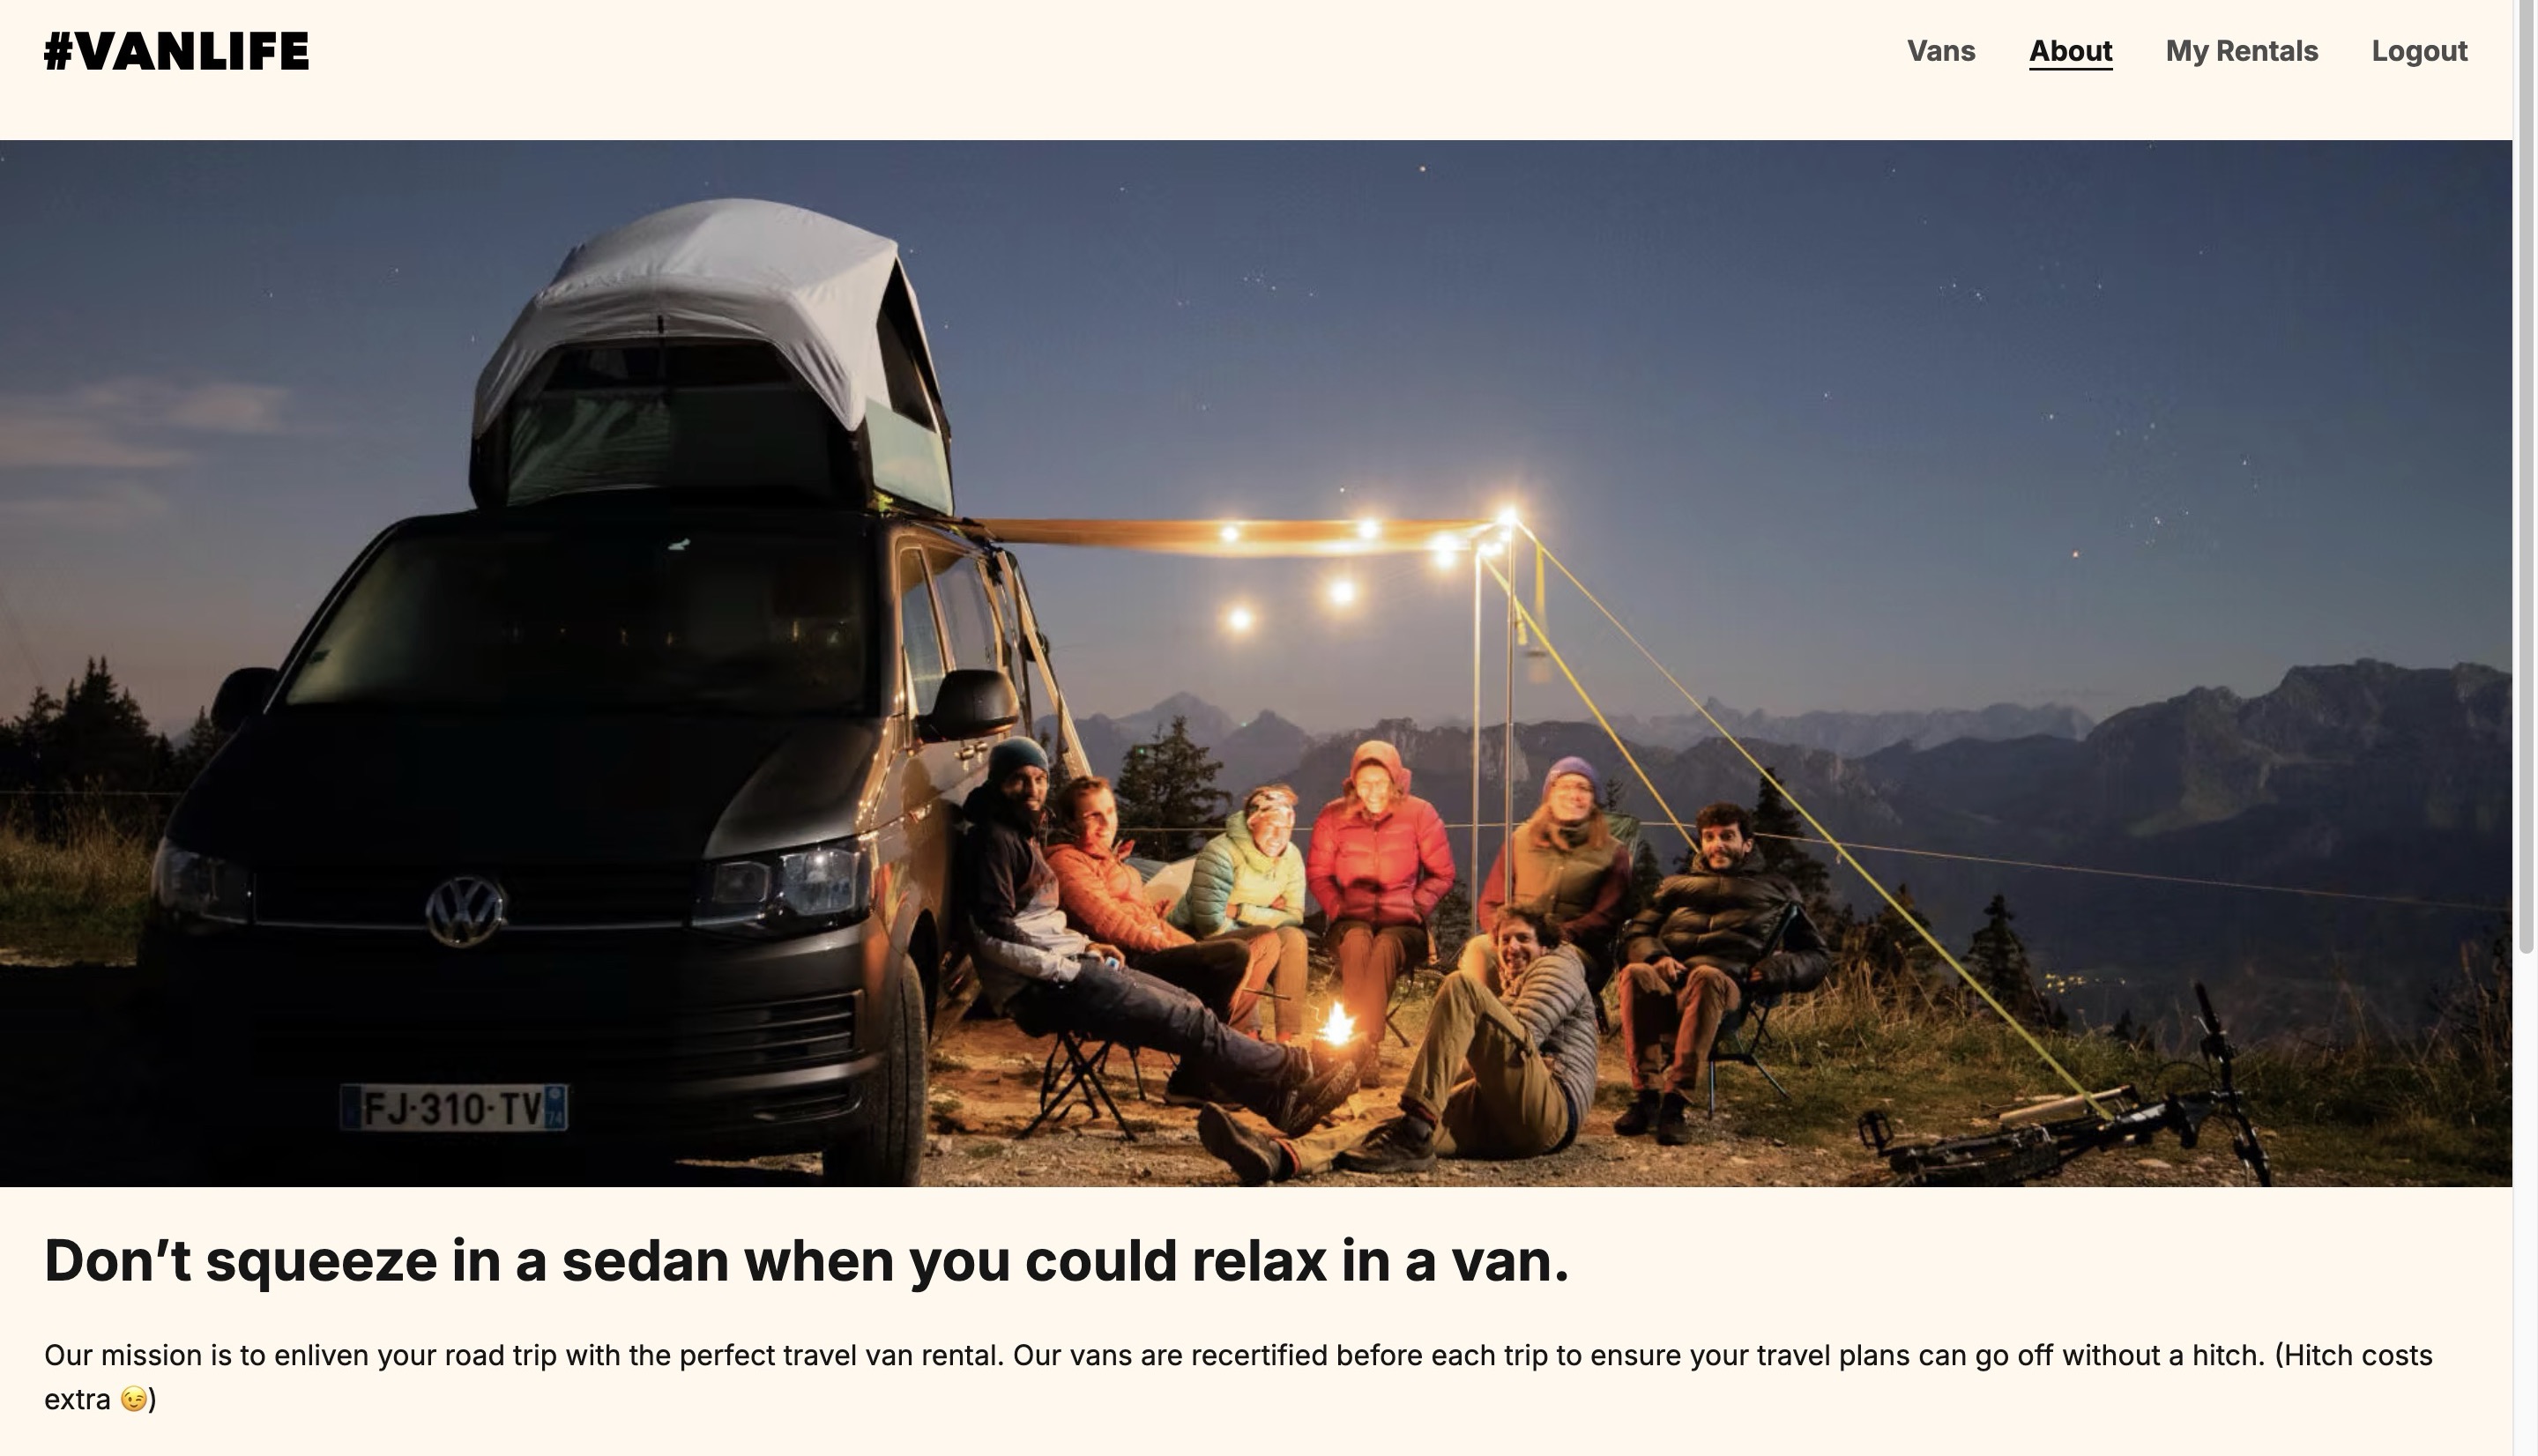 #VANLIFE
Vans About My Rentals Logout
FJ-310-TV
74
Don’t squeeze in a sedan when you could relax in a van.
Our mission is to enliven your road trip with the perfect travel van rental. Our vans are recertified before each trip to ensure your travel plans can go off without a hitch. (Hitch costs
extra 😉)